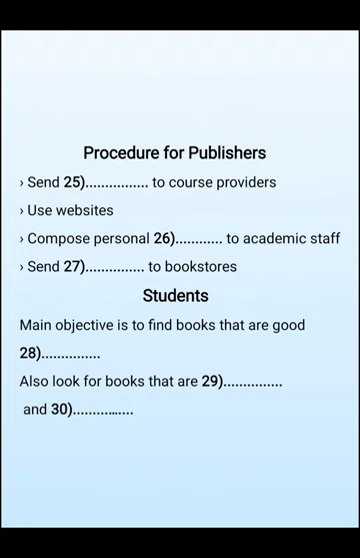 Procedure for Publishers
› Send 25)................ to course providers
› Use websites
› Compose personal 26)............ to academic staff
› Send 27)............... to bookstores
Students
Main objective is to find books that are good
28)...............
Also look for books that are 29)...............
and 30)...............